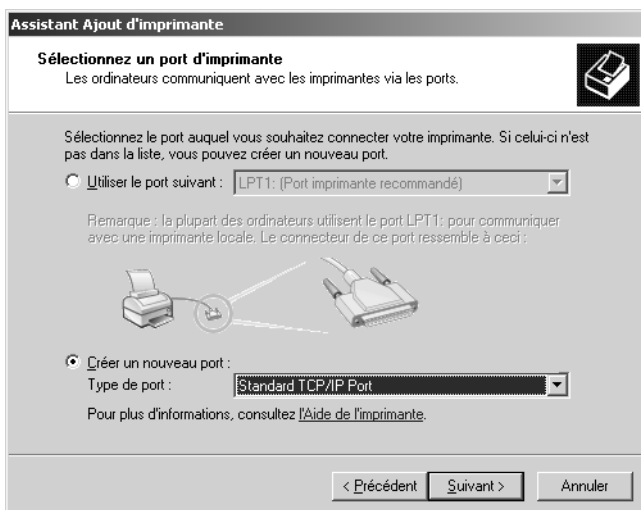 Assistant Ajout d'imprimante
Sélectionnez un port d'imprimante
Les ordinateurs communiquent avec les imprimantes via les ports.
Sélectionnez le port auquel vous souhaitez connecter votre imprimante. Si celui-ci n'est
pas dans la liste, vous pouvez créer un nouveau port.
Utiliser le port suivant : LPT1: (Port imprimante recommandé)
Remarque : la plupart des ordinateurs utilisent le port LPT1: pour communiquer
avec une imprimante locale. Le connecteur de ce port ressemble à ceci :
Créer un nouveau port :
Type de port : Standard TCP/IP Port
Pour plus d'informations, consultez l'Aide de l'imprimante.
< Précédent Suivant > Annuler